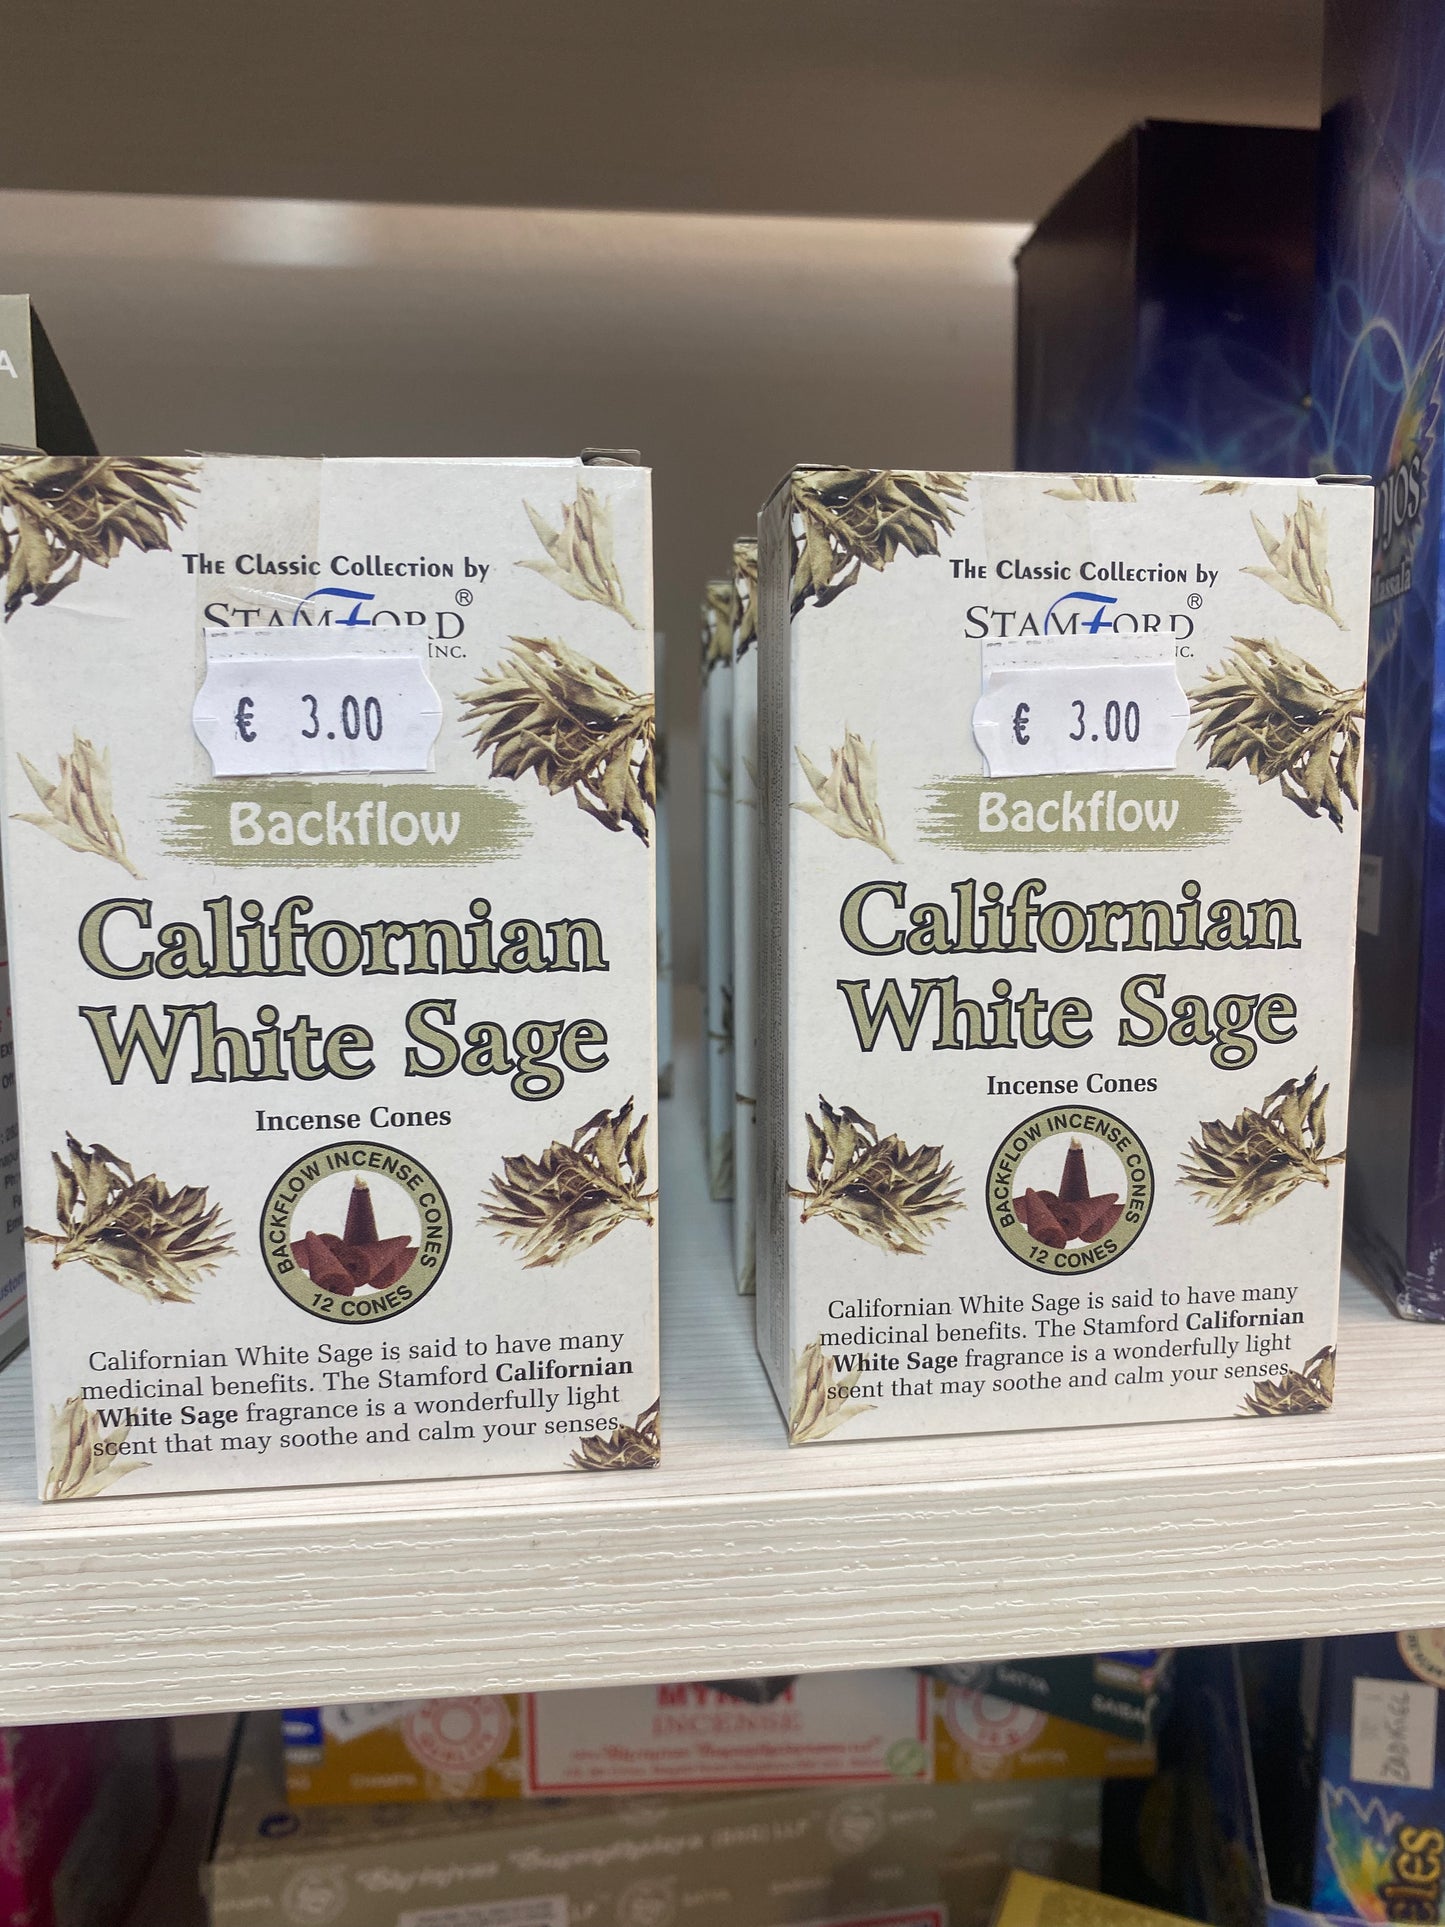 The Classic Collection by
STAMFORD®
INC.
€ 3.00
Backflow
Californian
White Sage
Incense Cones
BACKFLOW INCENSE CONES
12 CONES
Californian White Sage is said to have many
medicinal benefits. The Stamford Californian
White Sage fragrance is a wonderfully light
scent that may soothe and calm your senses.
The Classic Collection by
STAMFORD®
€ 3.00
Backflow
Californian
White Sage
Incense Cones
BACKFLOW INCENSE CONES
12 CONES
Californian White Sage is said to have many
medicinal benefits. The Stamford Californian
White Sage fragrance is a wonderfully light
scent that may soothe and calm your senses.
INCENSE
SATYA